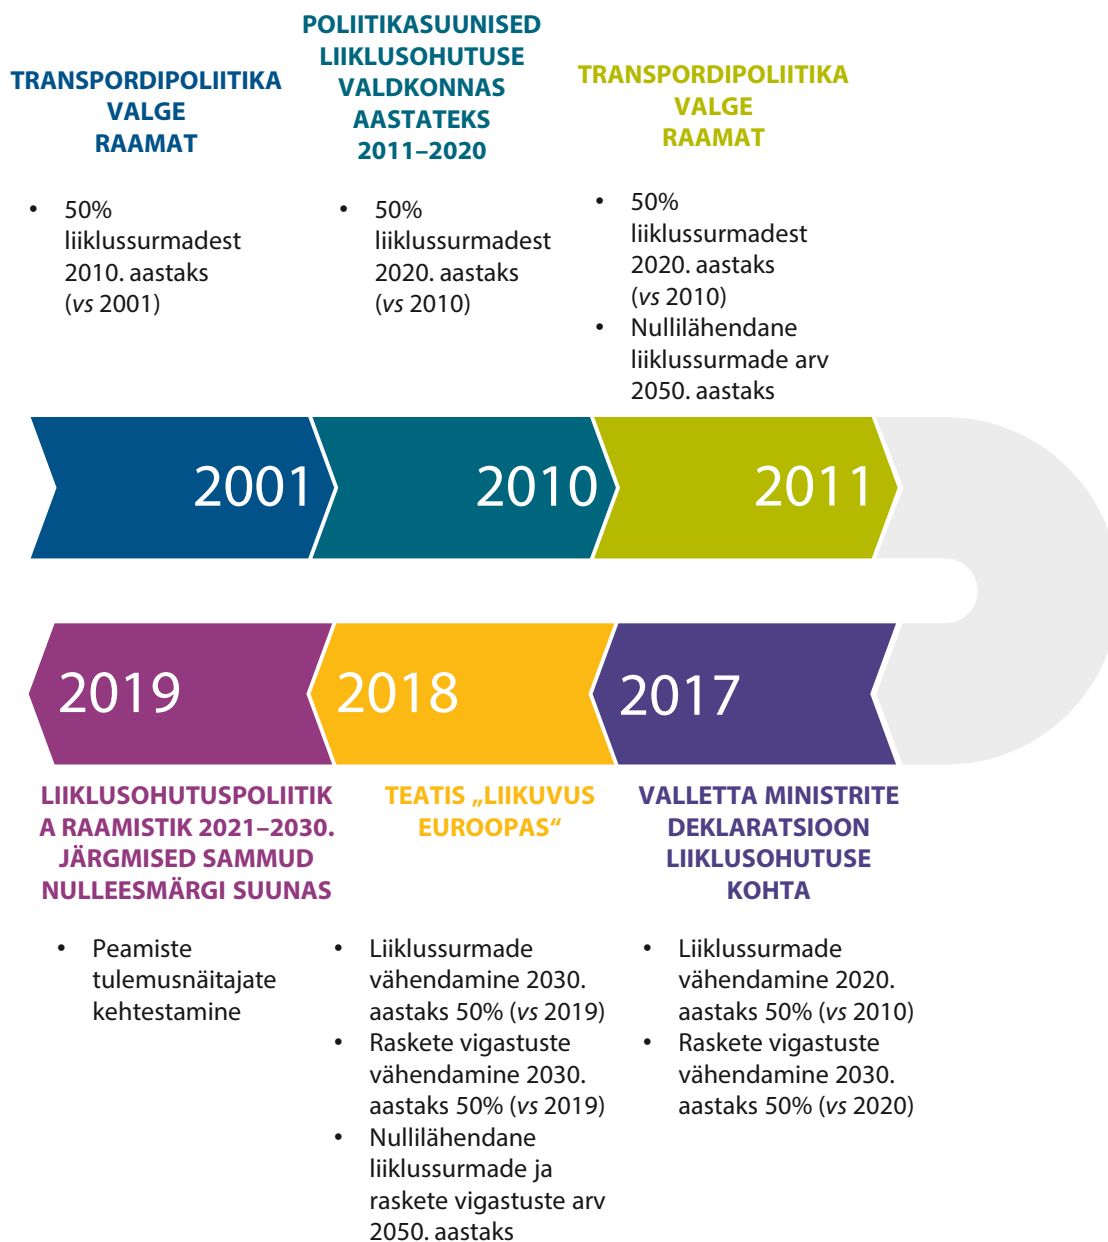 TRANSPORDIPOLIITIKA
VALGE
RAAMAT
• 50%
liiklussurmadest
2010. aastaks
(vs 2001)
POLIITIKASUUNISED
LIIKLUSOHUTUSE
VALDKONNAS
AASTATEKS
2011–2020
• 50%
liiklussurmadest
2020. aastaks
(vs 2010)
TRANSPORDIPOLIITIKA
VALGE
RAAMAT
• 50%
liiklussurmadest
2020. aastaks
(vs 2010)
• Nullilähendane
liiklussurmade arv
2050. aastaks
2001
2010
2011
2019
2018
2017
LIIKLUSOHUTUSPOLIITIK
A RAAMISTIK 2021–2030.
JÄRGMISED SAMMUD
NULLEESMÄRGI SUUNAS
• Peamiste
tulemusnäitajate
kehtestamine
TEATIS „LIIKUVUS
EUROOPAS“
• Liiklussurmade
vähendamine 2030.
aastaks 50% (vs 2019)
• Raskete vigastuste
vähendamine 2030.
aastaks 50% (vs 2019)
• Nullilähendane
liiklussurmade ja
raskete vigastuste arv
2050. aastaks
VALLETTA MINISTRITE
DEKLARATSIOON
LIIKLUSOHUTUSE
KOHTA
• Liiklussurmade
vähendamine 2020.
aastaks 50% (vs 2010)
• Raskete vigastuste
vähendamine 2030.
aastaks 50% (vs 2020)